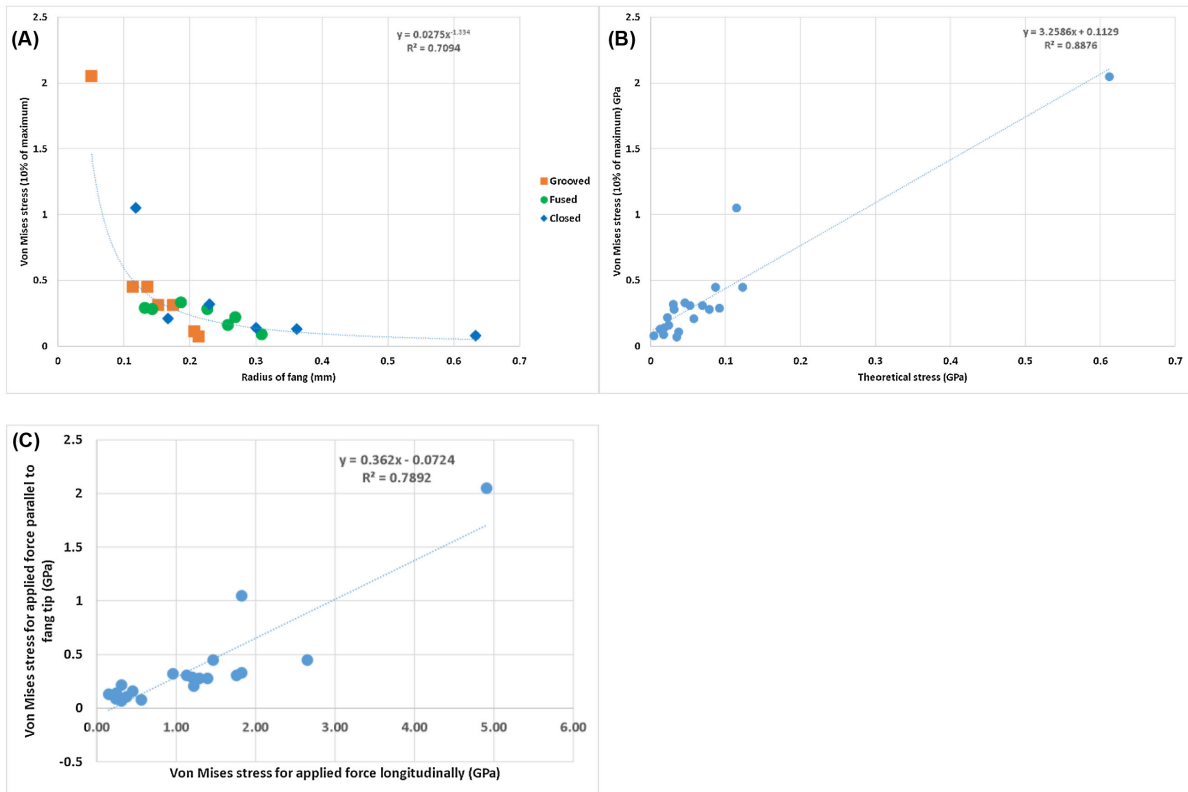 (A)
y = 0.0275x^-1.334
R² = 0.7094
2.5
2
1.5
1
0.5
0
Von Mises stress (10% of maximum)
0 0.1 0.2 0.3 0.4 0.5 0.6 0.7
Radius of fang (mm)
Grooved
Fused
Closed
(B)
y = 3.2586x + 0.1129
R² = 0.8876
2.5
2
1.5
1
0.5
0
Von Mises stress (10% of maximum) GPa
0 0.1 0.2 0.3 0.4 0.5 0.6 0.7
Theoretical stress (GPa)
(C)
y = 0.362x - 0.0724
R² = 0.7892
2.5
2
1.5
1
0.5
0
-0.5
Von Mises stress for applied force parallel to
fang tip (GPa)
0.00 1.00 2.00 3.00 4.00 5.00 6.00
Von Mises stress for applied force longitudinally (GPa)